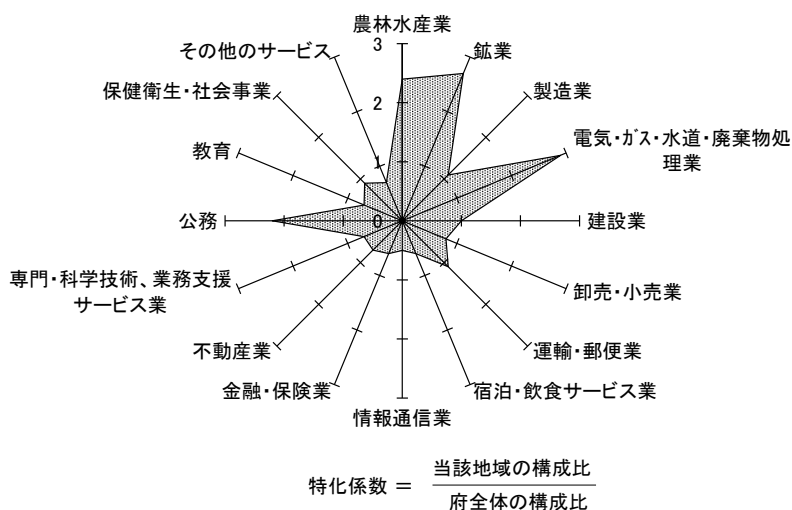 農林水産業
鉱業
製造業
電気・ガス・水道・廃棄物処
理業
建設業
卸売・小売業
運輸・郵便業
宿泊・飲食サービス業
情報通信業
金融・保険業
不動産業
専門・科学技術、業務支援
サービス業
公務
教育
保健衛生・社会事業
その他のサービス
3
2
1
0
特化係数 = 当該地域の構成比
府全体の構成比